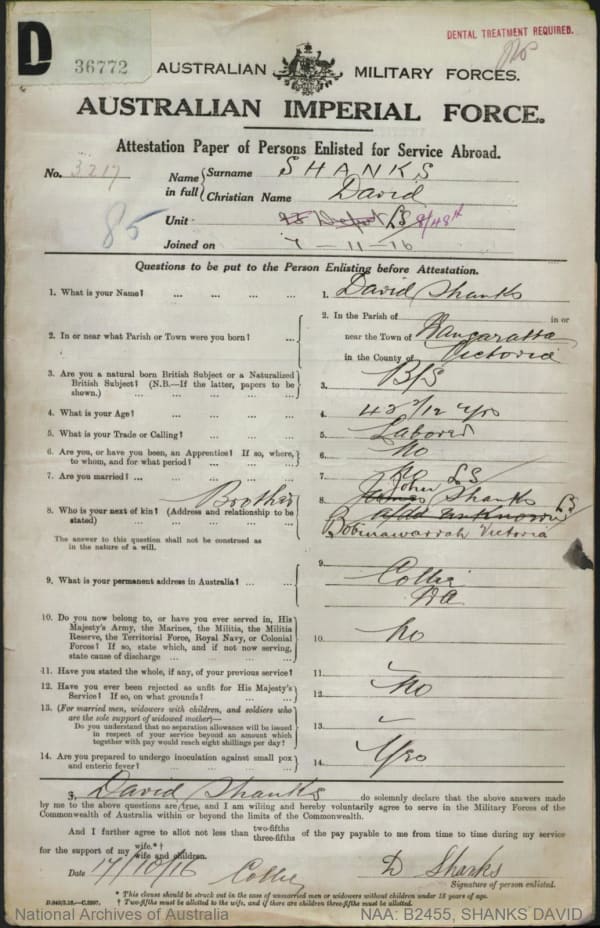 D
36772
DENTAL TREATMENT REQUIRED.
AUSTRALIAN MILITARY FORCES.
AUSTRALIAN IMPERIAL FORCE.
Attestation Paper of Persons Enlisted for Service Abroad.
No. 3217
Name in full { Surname SHANKS
Christian Name David
85
Unit 8/48th
Joined on 7-11-16
Questions to be put to the Person Enlisting before Attestation.
1. What is your Name? ... ... ... ... 1. David Shanks
2. In or near what Parish or Town were you born? ... 2. In the Parish of in or
near the Town of Wangaratta
in the County of Victoria
3. Are you a natural born British Subject or a Naturalized
British Subject? (N.B.—If the latter, papers to be
shown.) ... ... ... ... 3. B/S
4. What is your Age? ... ... ... ... 4. 43 2/12 yrs
5. What is your Trade or Calling? ... ... ... 5. Laborer
6. Are you, or have you been, an Apprentice? If so, where,
to whom, and for what period? ... ... ... 6. No
7. Are you married? ... ... ... ... 7. No LS
Brother
8. Who is your next of kin? (Address and relationship to be
stated) ... ... ... 8. James John Shanks
add unknown LS
Bobinawarrah Victoria
The answer to this question shall not be construed as
in the nature of a will.
9. What is your permanent address in Australia? ... ... 9. Collie
WA
10. Do you now belong to, or have you ever served in, His
Majesty's Army, the Marines, the Militia, the Militia
Reserve, the Territorial Force, Royal Navy, or Colonial
Forces? If so, state which, and if not now serving,
state cause of discharge ... ... ... 10. No
11. Have you stated the whole, if any, of your previous service? 11.
12. Have you ever been rejected as unfit for His Majesty's
Service? If so, on what grounds? ... ... 12. No
13. (For married men, widowers with children, and soldiers who
are the sole support of widowed mother)—
Do you understand that no separation allowance will be issued
in respect of your service beyond an amount which
together with pay would reach eight shillings per day? 13.
14. Are you prepared to undergo inoculation against small pox
and enteric fever? ... ... ... 14. Yes
I, David Shanks do solemnly declare that the above answers made
by me to the above questions are true, and I am willing and hereby voluntarily agree to serve in the Military Forces of the
Commonwealth of Australia within or beyond the limits of the Commonwealth.
And I further agree to allot not less than two-fifths three-fifths of the pay payable to me from time to time during my service
for the support of my wife.*†
wife and children.
Date 17/10/16 Collie D Shanks
Signature of person enlisted.
* This clause should be struck out in the case of unmarried men or widowers without children under 18 years of age.
† Two-fifths must be allotted to the wife, and if there are children three-fifths must be allotted.
National Archives of Australia
NAA: B2455, SHANKS DAVID